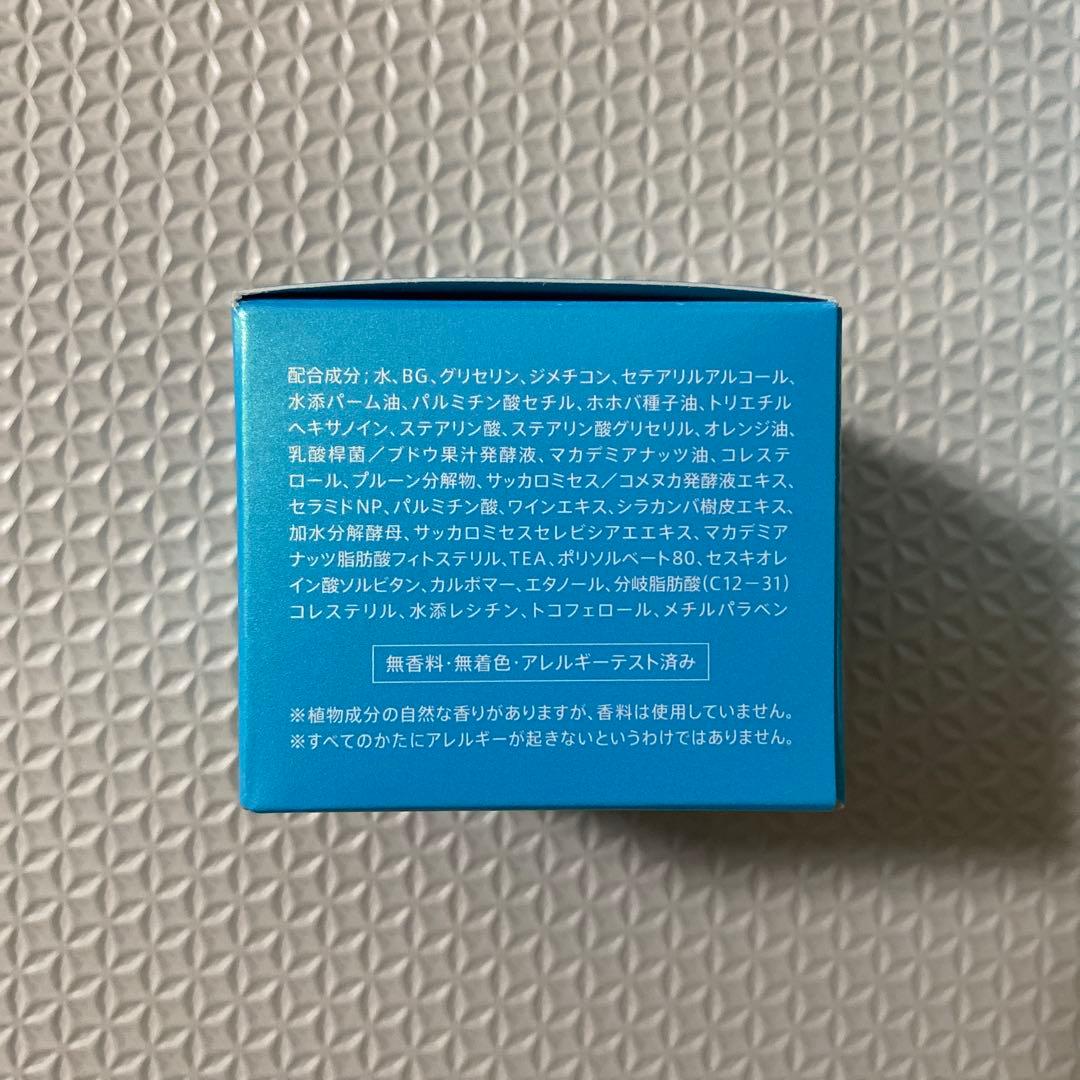 配合成分；水、BG、グリセリン、ジメチコン、セテアリルアルコール、
水添パーム油、パルミチン酸セチル、ホホバ種子油、トリエチル
ヘキサノイン、ステアリン酸、ステアリン酸グリセリル、オレンジ油、
乳酸桿菌／ブドウ果汁発酵液、マカデミアナッツ油、コレステ
ロール、プルーン分解物、サッカロミセス／コメヌカ発酵液エキス、
セラミドNP、パルミチン酸、ワインエキス、シラカンバ樹皮エキス、
加水分解酵母、サッカロミセスセレビシアエエキス、マカデミア
ナッツ脂肪酸フィトステリル、TEA、ポリソルベート80、セスキオレ
イン酸ソルビタン、カルボマー、エタノール、分岐脂肪酸(C12－31)
コレステリル、水添レシチン、トコフェロール、メチルパラベン
無香料・無着色・アレルギーテスト済み
※植物成分の自然な香りがありますが、香料は使用していません。
※すべてのかたにアレルギーが起きないというわけではありません。